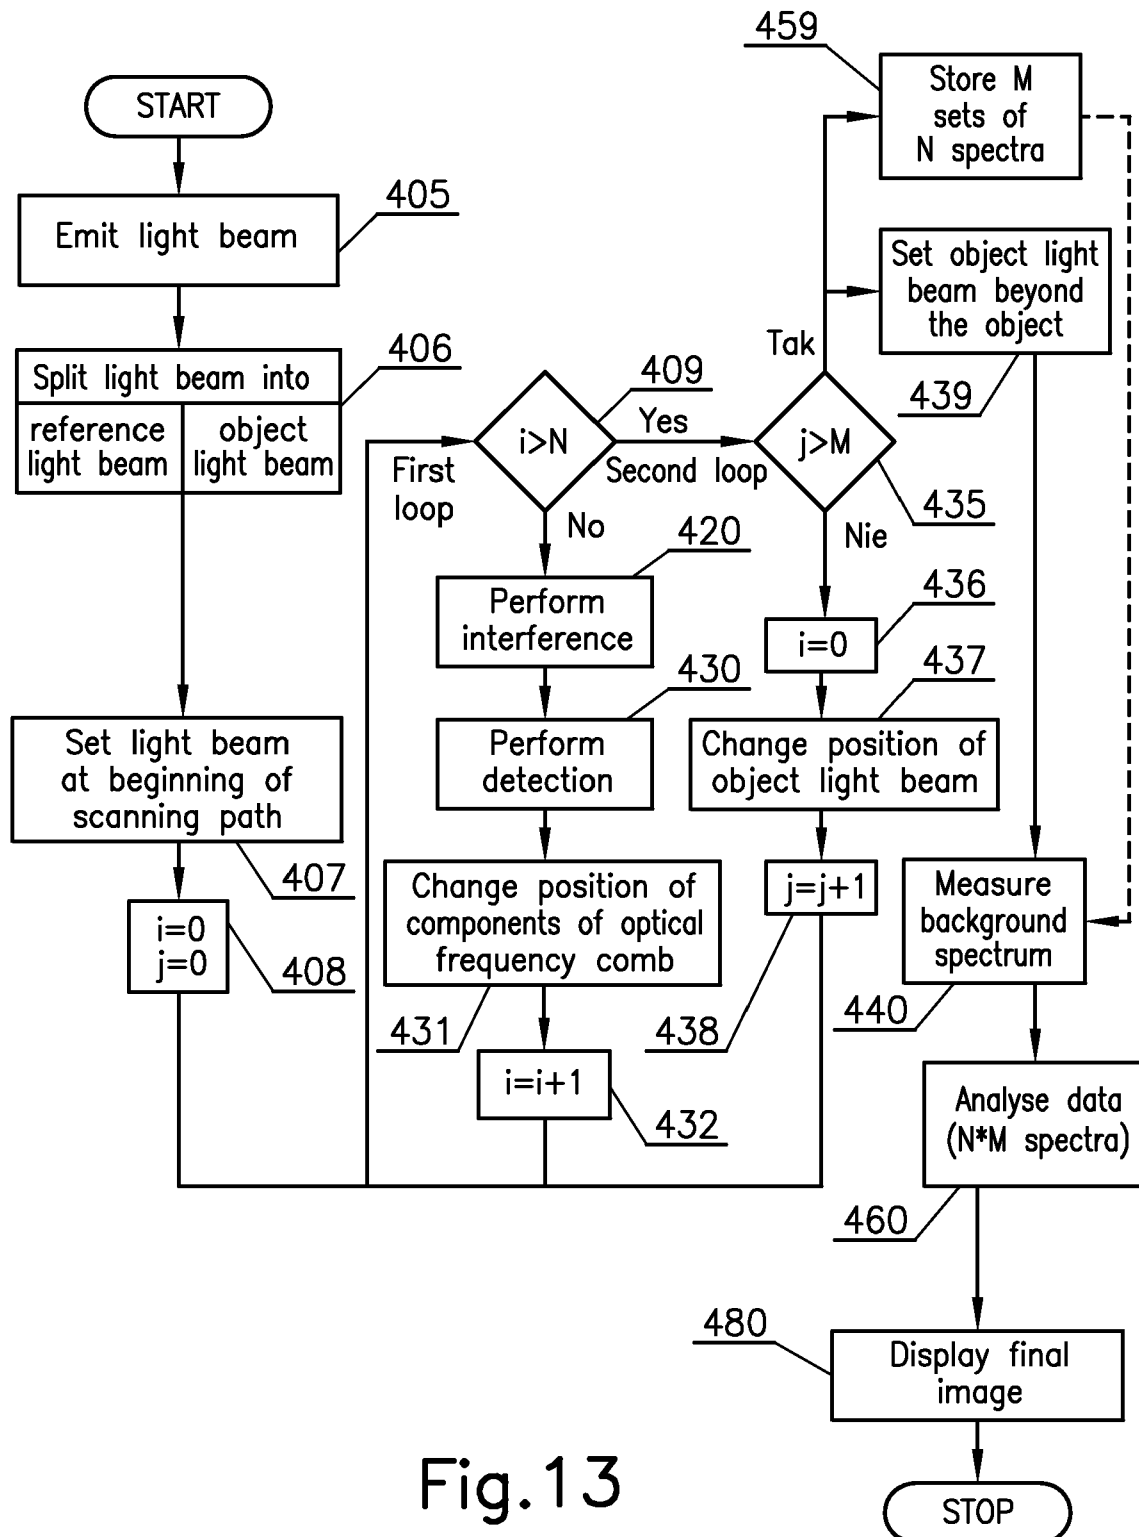 START
Emit light beam
405
Split light beam into
406
reference
light beam
object
light beam
Set light beam
at beginning of
scanning path
407
i=0
j=0
408
First
loop
i>N
409
Yes
Second loop
No
Perform
interference
420
Perform
detection
430
Change position of
components of optical
frequency comb
431
i=i+1
432
j>M
435
Tak
Nie
i=0
436
Change position of
object light beam
437
j=j+1
438
459
Store M
sets of
N spectra
Set object light
beam beyond
the object
439
Measure
background
spectrum
440
Analyse data
(N*M spectra)
460
480
Display final
image
STOP
Fig.13